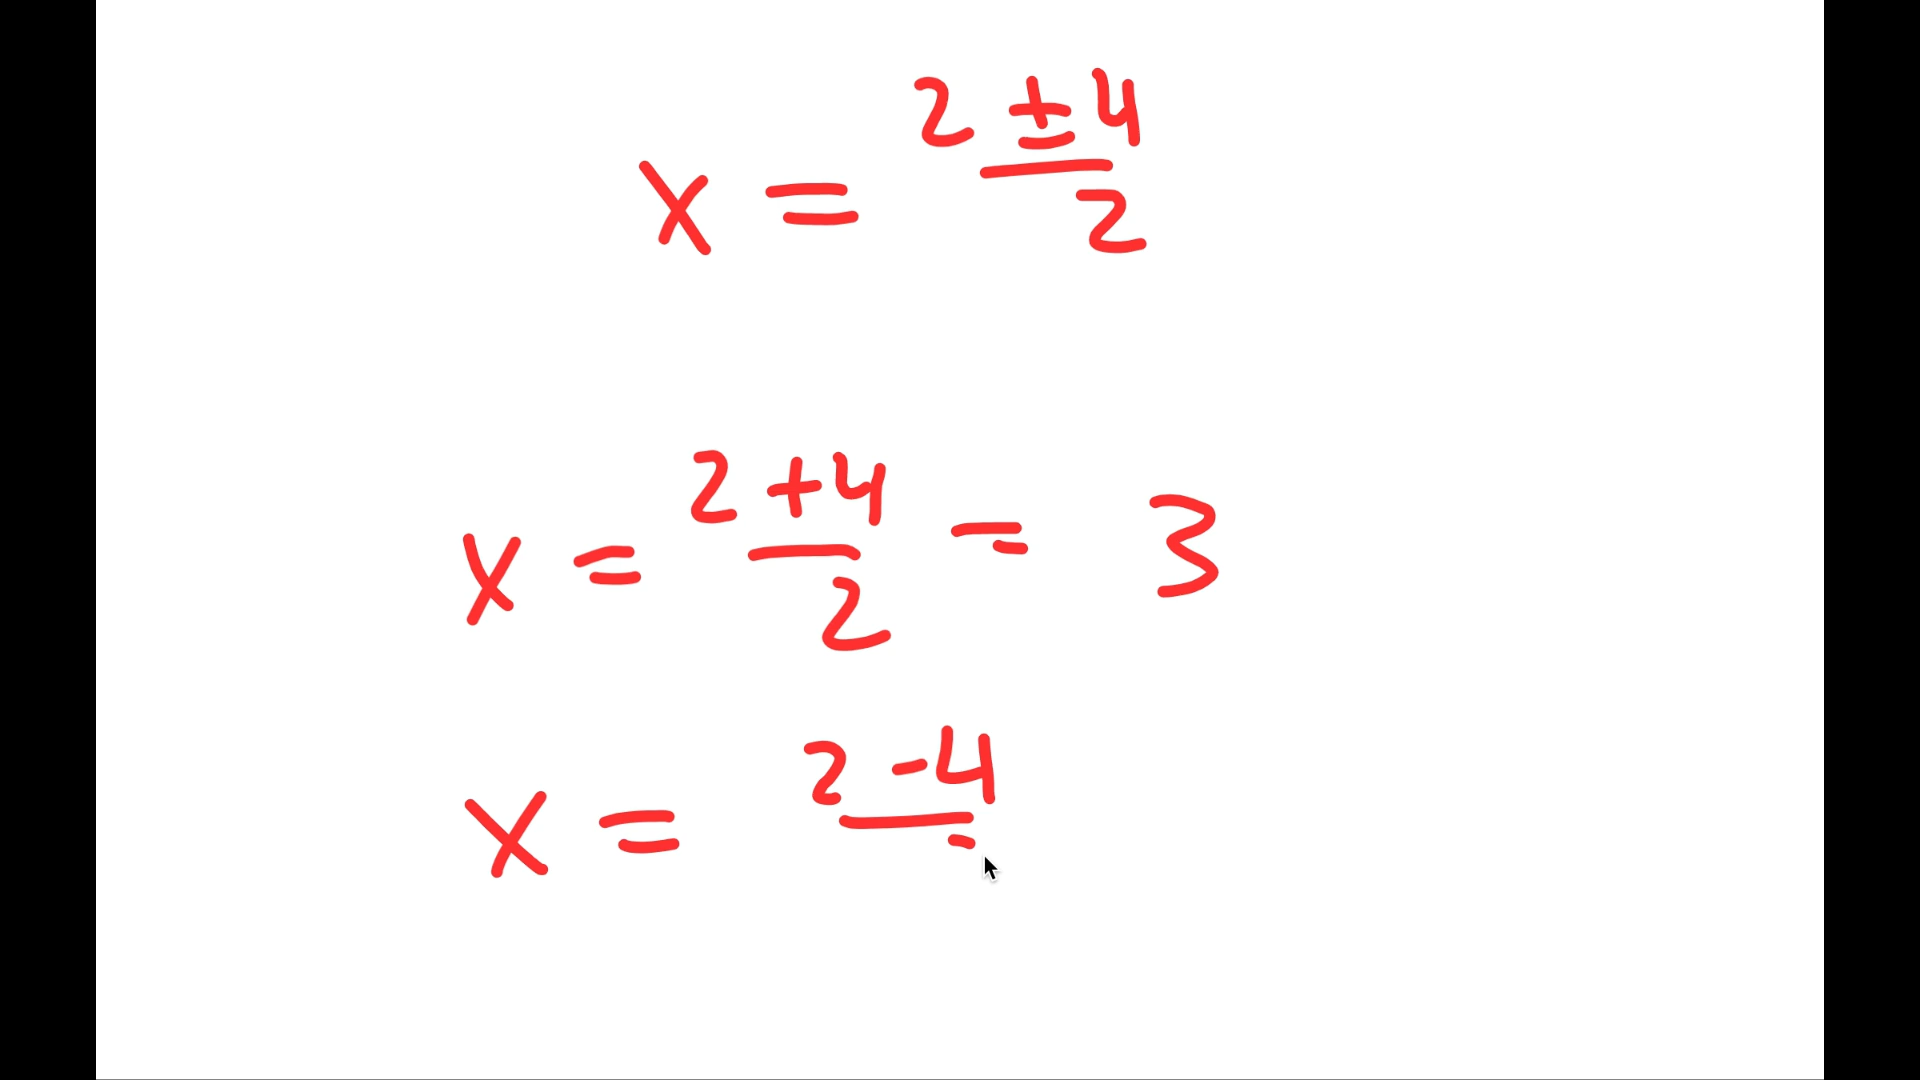 x = (2 ± 4)/2
x = (2 + 4)/2 = 3
x = (2 - 4)/